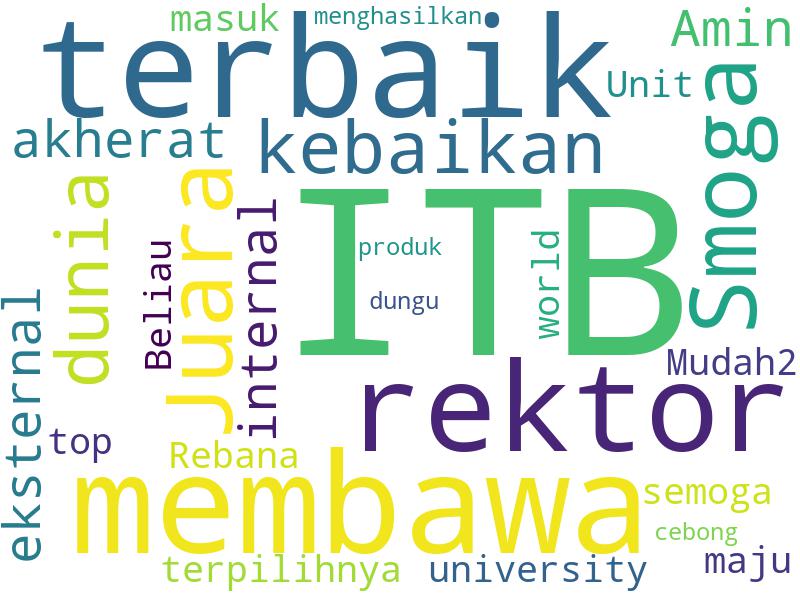 masuk
menghasilkan
Amin
terbaik
Unit
Smoga
akherat
kebaikan
dunia
Juara
internal
ITB
produk
dungu
world
Beliau
eksternal
Mudah2
rektor
top
Rebana
membawa
semoga
cebong
maju
terpilihnya
university